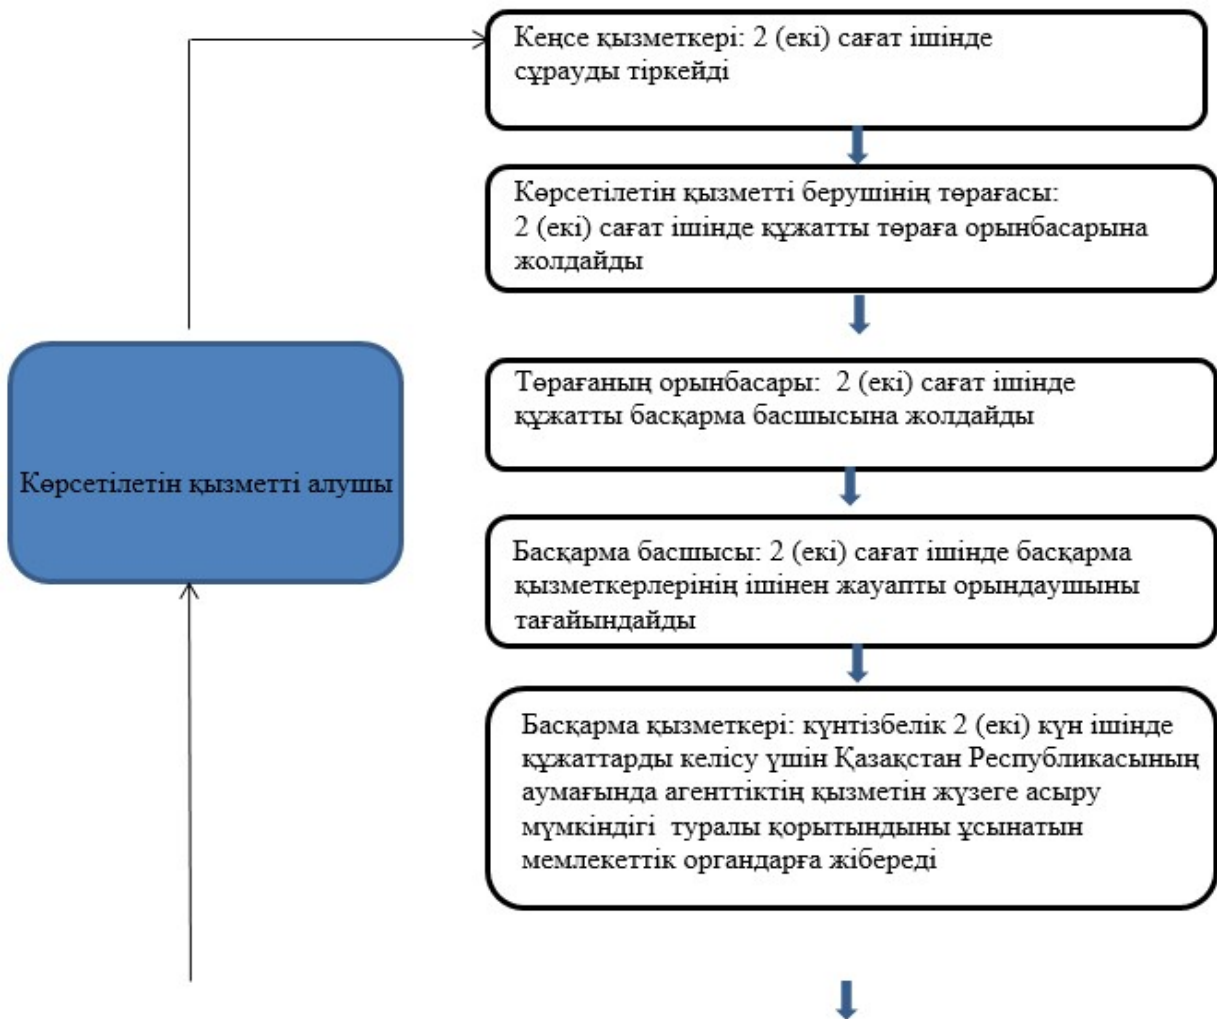 Кеңсе қызметкері: 2 (екі) сағат ішінде
сұрауды тіркейді
Көрсетілетін қызметті берушінің төрағасы:
2 (екі) сағат ішінде құжатты төраға орынбасарына
жолдайды
Төрағаның орынбасары: 2 (екі) сағат ішінде
құжатты басқарма басшысына жолдайды
Көрсетілетін қызметті алушы
Басқарма басшысы: 2 (екі) сағат ішінде басқарма
қызметкерлерінің ішінен жауапты орындаушыны
тағайындайды
Басқарма қызметкері: күнтізбелік 2 (екі) күн ішінде
құжаттарды келісу үшін Қазақстан Республикасының
аумағында агенттіктің қызметін жүзеге асыру
мүмкіндігі туралы қорытындыны ұсынатын
мемлекеттік органдарға жібереді